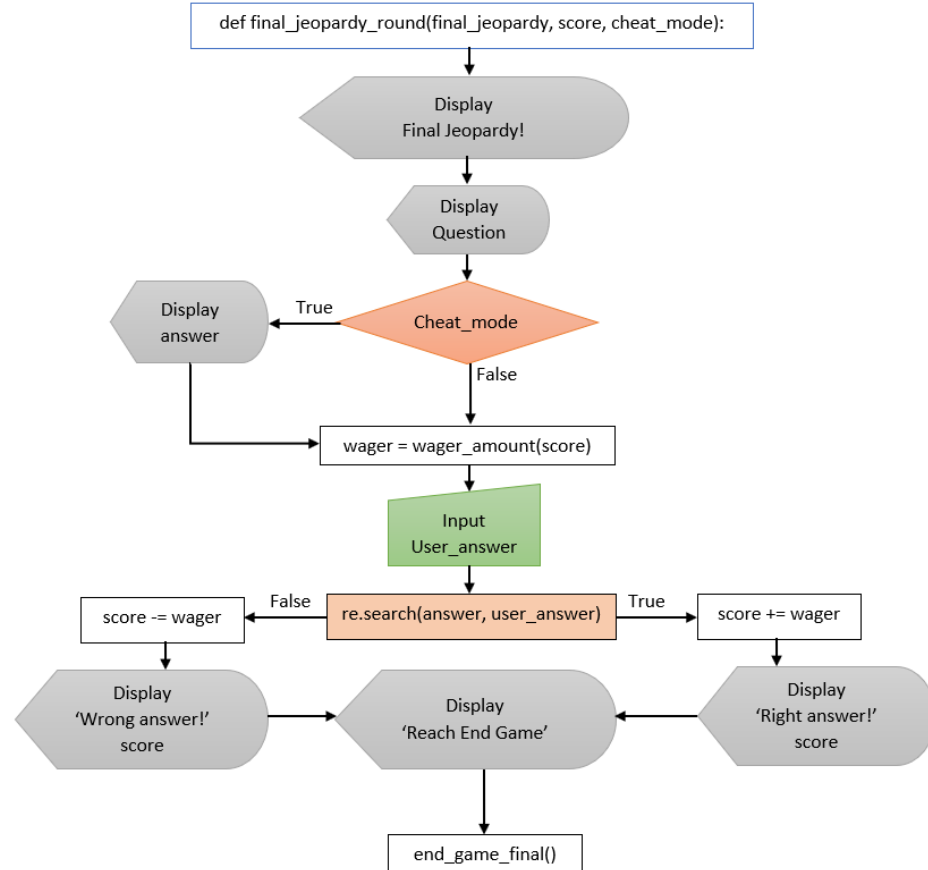 def final_jeopardy_round(final_jeopardy, score, cheat_mode):
Display
Final Jeopardy!
Display
Question
Cheat_mode
True
Display
answer
False
wager = wager_amount(score)
Input
User_answer
False
re.search(answer, user_answer)
True
score -= wager
score += wager
Display
‘Wrong answer!’
score
Display
‘Reach End Game’
Display
‘Right answer!’
score
end_game_final()